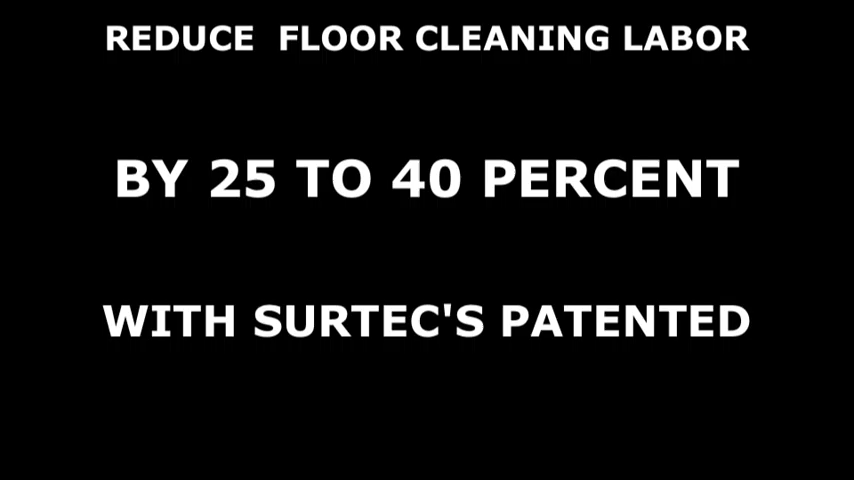 REDUCE  FLOOR CLEANING LABOR
BY 25 TO 40 PERCENT
WITH SURTEC'S PATENTED